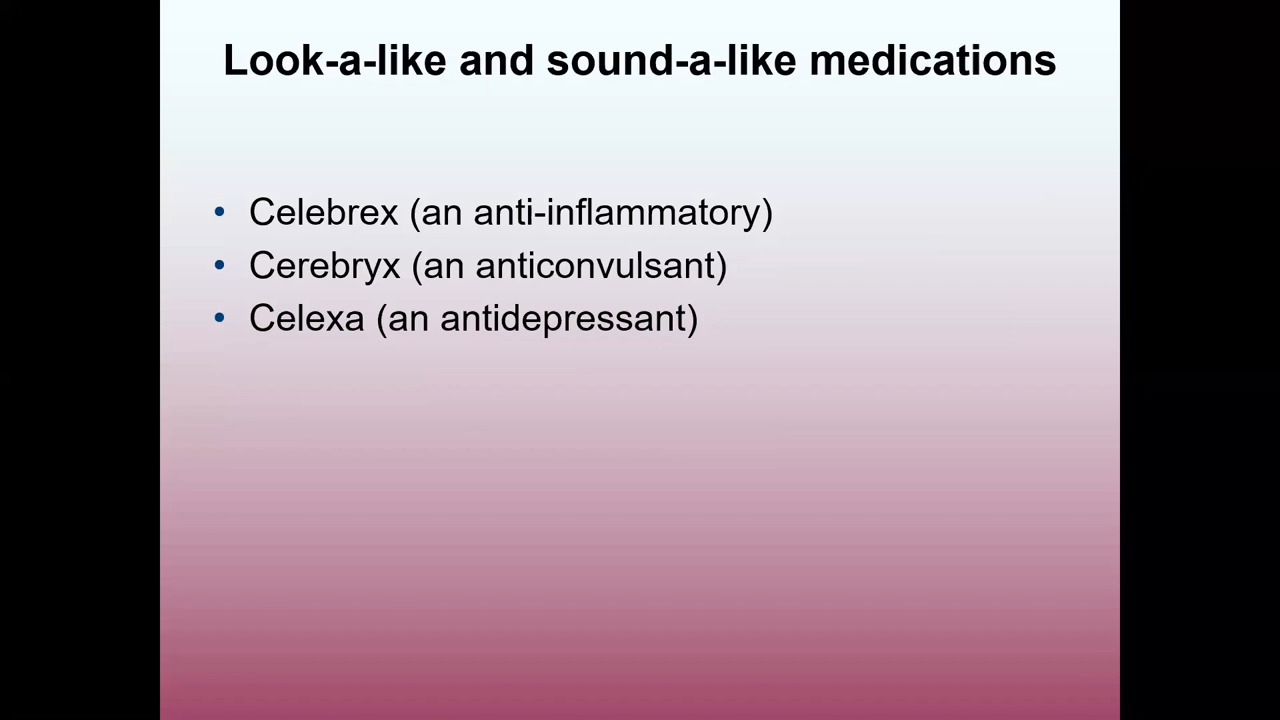 Look-a-like and sound-a-like medications
• Celebrex (an anti-inflammatory)
• Cerebryx (an anticonvulsant)
• Celexa (an antidepressant)